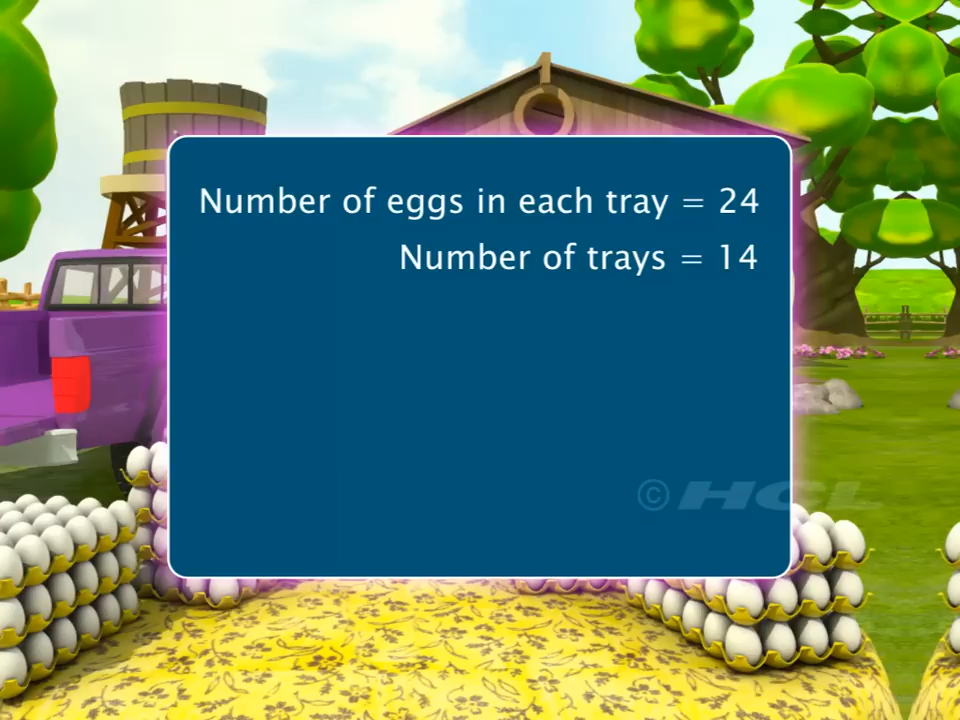 Number of eggs in each tray = 24
Number of trays = 14
© HCL